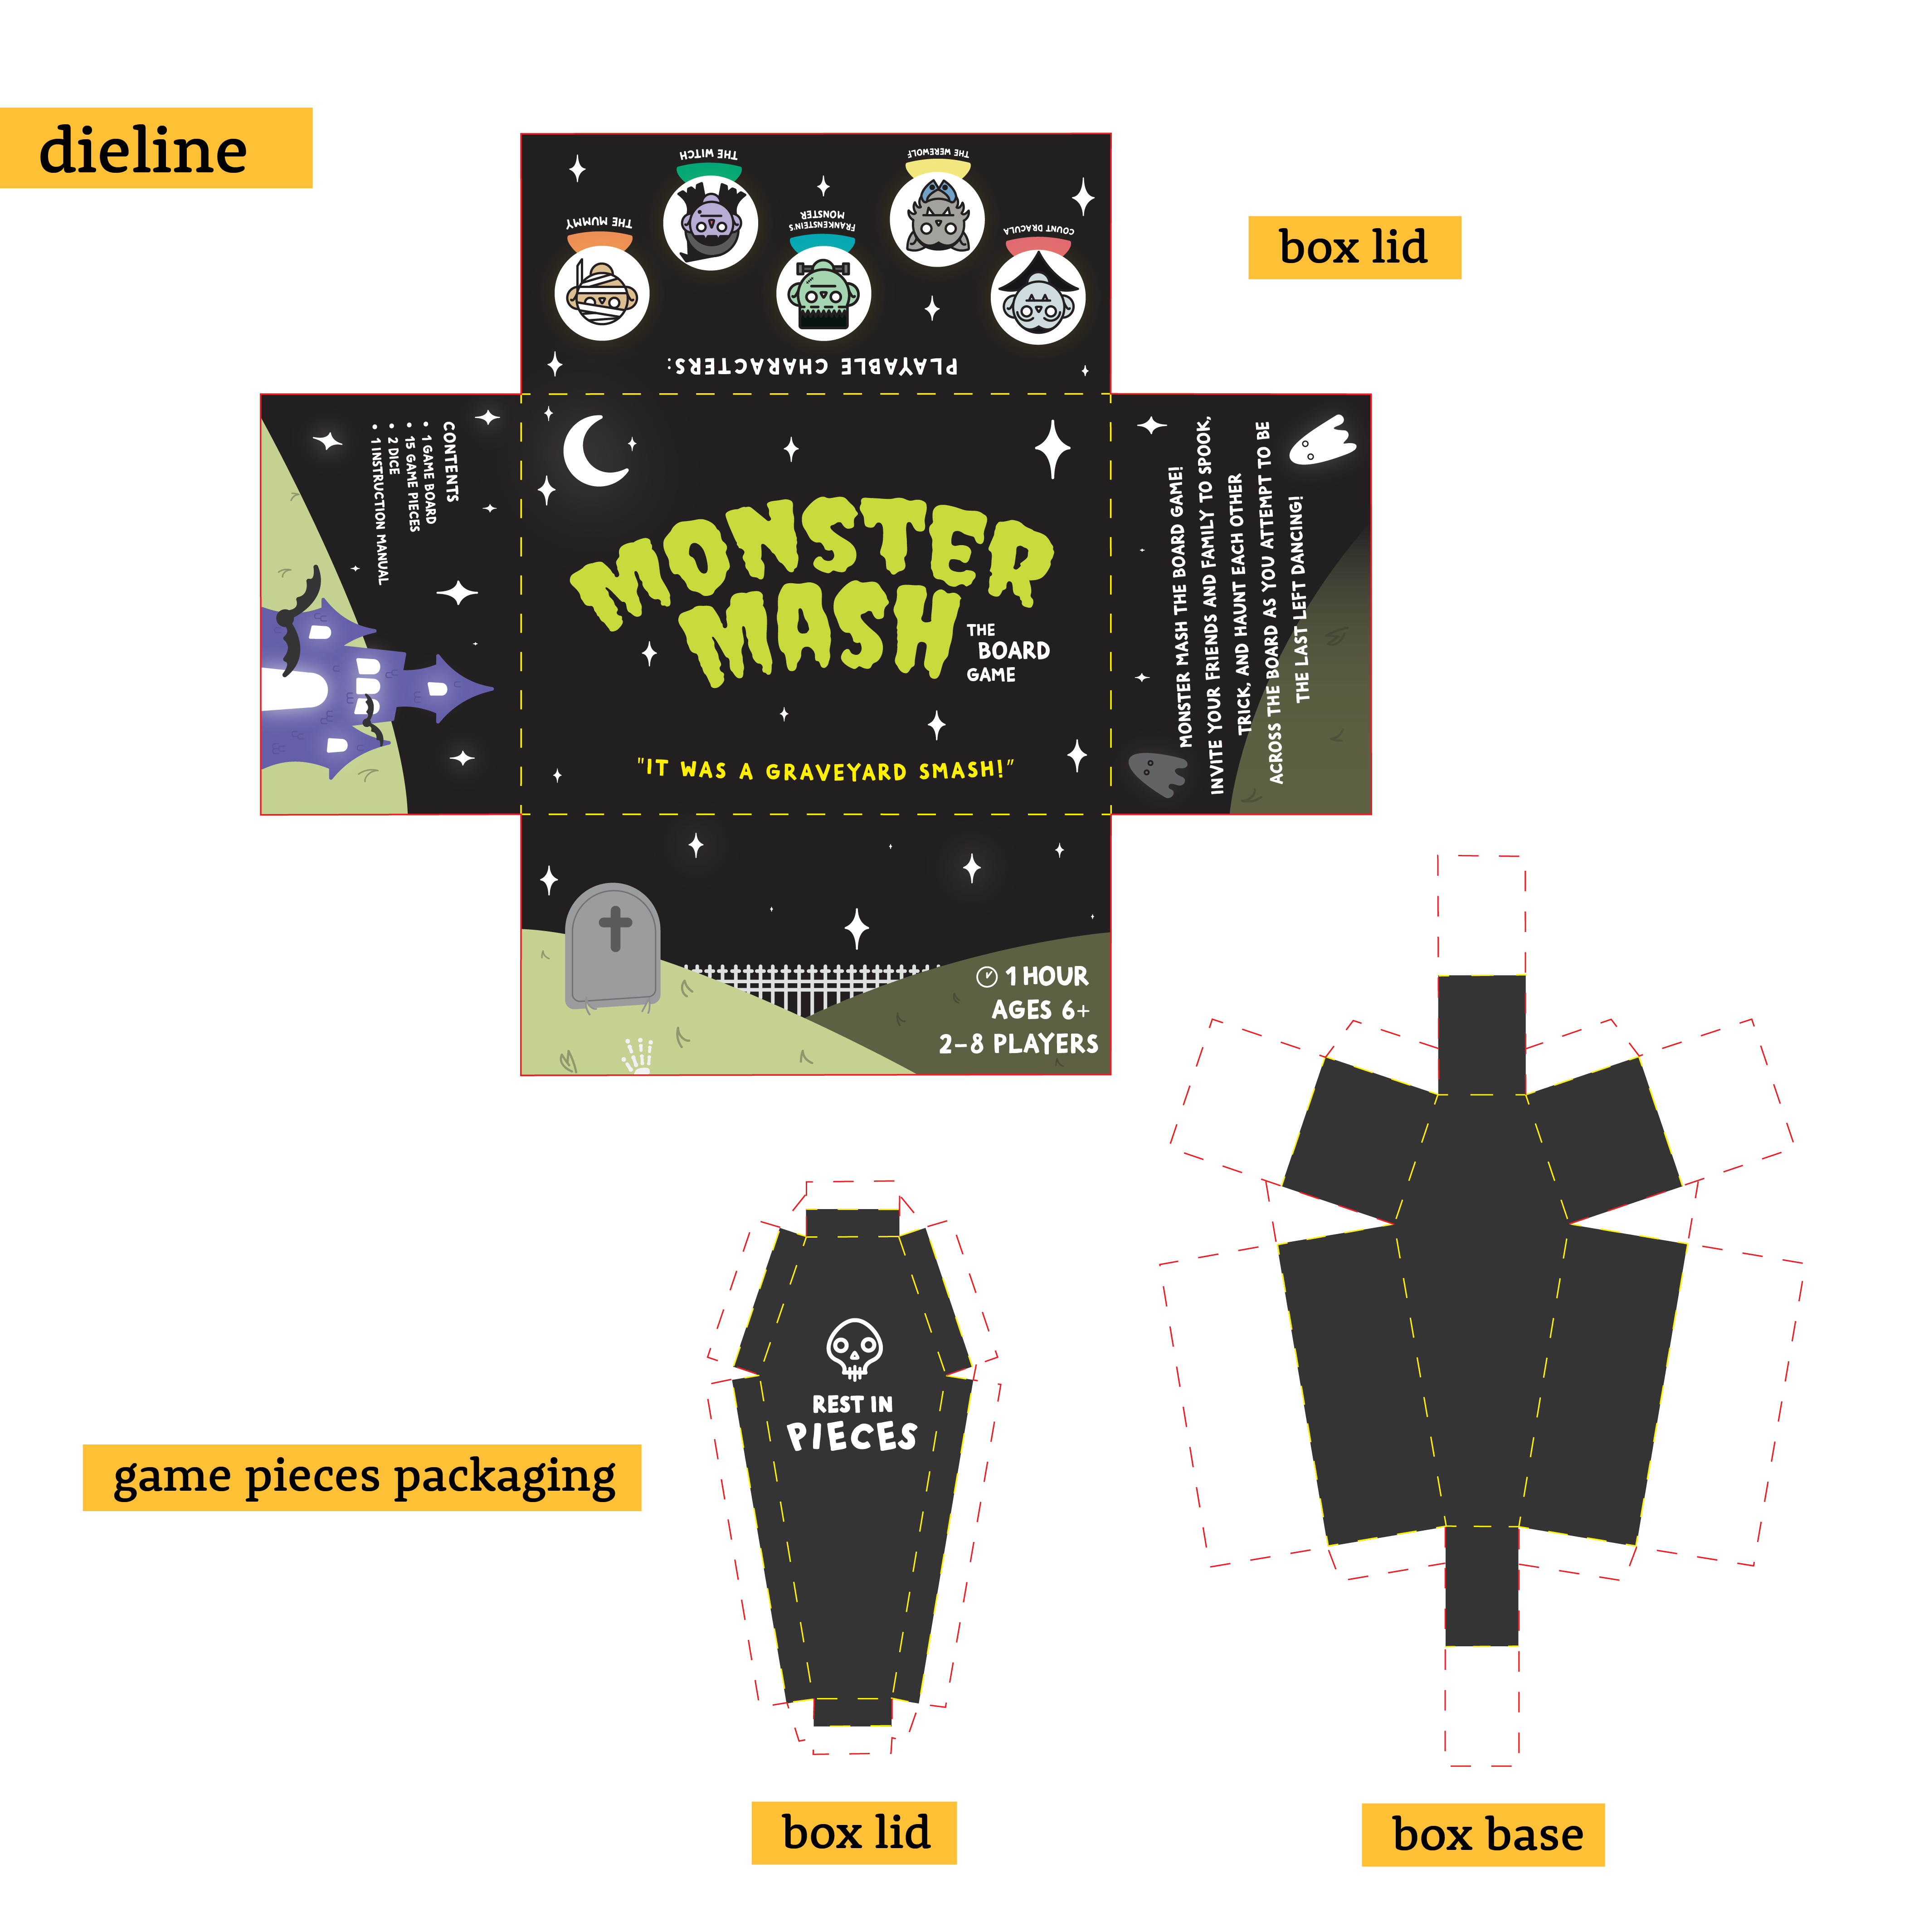 dieline
box lid
THE WITCH
THE WEREWOLF
THE MUMMY
FRANKENSTEIN'S
MONSTER
COUNT DRACULA
PLAYABLE CHARACTERS:
CONTENTS
• 1 GAME BOARD
• 15 GAME PIECES
• 2 DICE
• 1 INSTRUCTION MANUAL
MONSTER
MASH
THE
BOARD
GAME
"IT WAS A GRAVEYARD SMASH!"
MONSTER MASH THE BOARD GAME!
INVITE YOUR FRIENDS AND FAMILY TO SPOOK,
TRICK, AND HAUNT EACH OTHER
ACROSS THE BOARD AS YOU ATTEMPT TO BE
THE LAST LEFT DANCING!
1 HOUR
AGES 6+
2-8 PLAYERS
REST IN
PIECES
game pieces packaging
box lid
box base